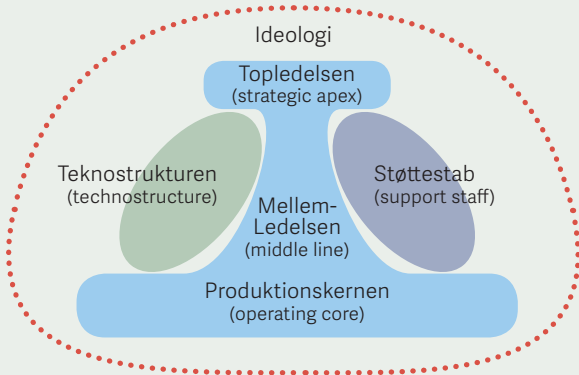 Ideologi
Topledelsen
(strategic apex)
Teknostrukturen
(technostructure)
Støttestab
(support staff)
Mellem-
Ledelsen
(middle line)
Produktionskernen
(operating core)